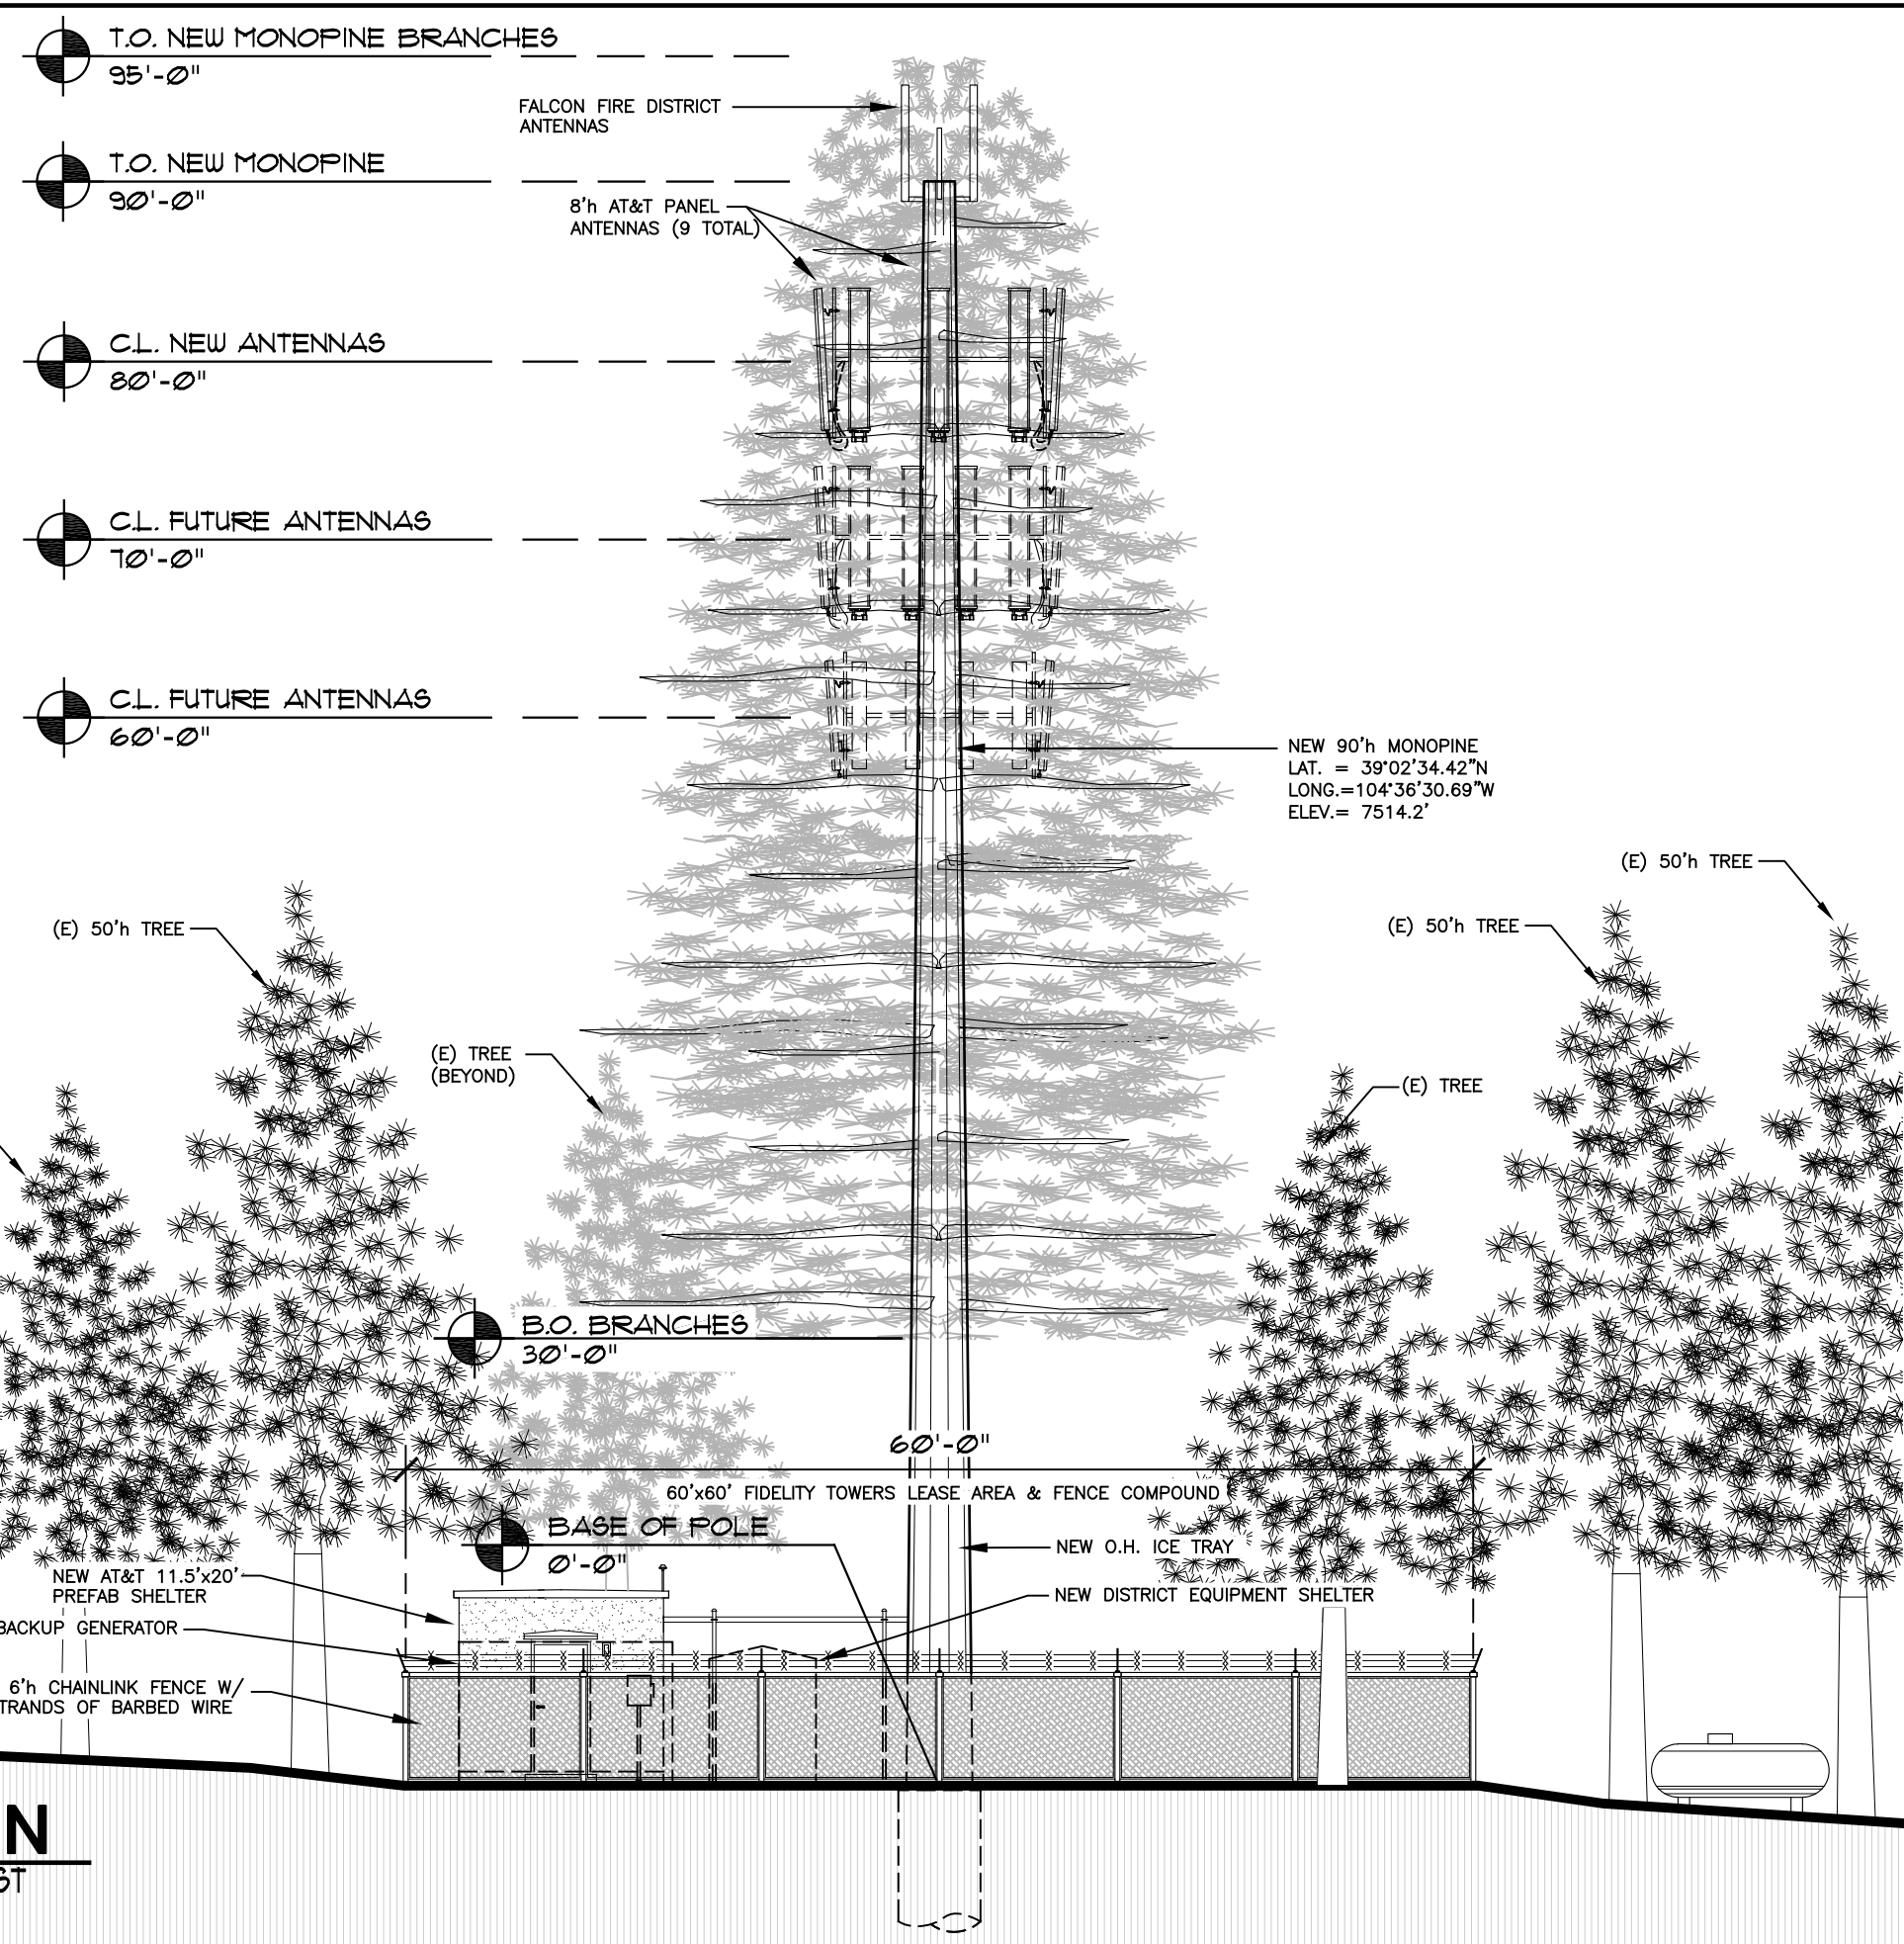 T.O. NEW MONOPINE BRANCHES
95'-0"
FALCON FIRE DISTRICT
ANTENNAS
T.O. NEW MONOPINE
90'-0"
8'h AT&T PANEL
ANTENNAS (9 TOTAL)
C.L. NEW ANTENNAS
80'-0"
C.L. FUTURE ANTENNAS
70'-0"
C.L. FUTURE ANTENNAS
60'-0"
NEW 90'h MONOPINE
LAT. = 39°02'34.42"N
LONG.=104°36'30.69"W
ELEV.= 7514.2'
(E) 50'h TREE
(E) 50'h TREE
(E) 50'h TREE
(E) TREE
(BEYOND)
(E) TREE
B.O. BRANCHES
30'-0"
60'-0"
60'x60' FIDELITY TOWERS LEASE AREA & FENCE COMPOUND
BASE OF POLE
0'-0"
NEW O.H. ICE TRAY
NEW AT&T 11.5'x20'
PREFAB SHELTER
NEW DISTRICT EQUIPMENT SHELTER
BACKUP GENERATOR
6'h CHAINLINK FENCE W/
TRANDS OF BARBED WIRE
N
ST